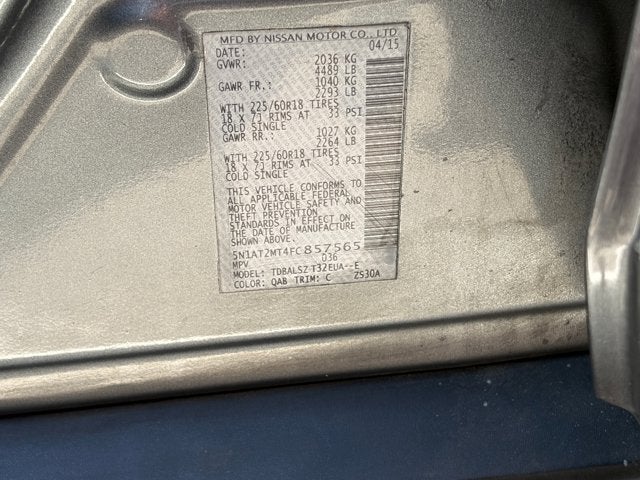 MFD BY NISSAN MOTOR CO., LTD.
DATE: 04/15
GVWR: 2036 KG
4489 LB
GAWR FR.: 1040 KG
2293 LB
WITH 225/60R18 TIRES
18 X 7J RIMS AT 33 PSI
COLD SINGLE
GAWR RR.: 1027 KG
2264 LB
WITH 225/60R18 TIRES
18 X 7J RIMS AT 33 PSI
COLD SINGLE
THIS VEHICLE CONFORMS TO
ALL APPLICABLE FEDERAL
MOTOR VEHICLE SAFETY AND
THEFT PREVENTION
STANDARDS IN EFFECT ON
THE DATE OF MANUFACTURE
SHOWN ABOVE.
5N1AT2MT4FC857565
MPV D36
MODEL: TDBALSZ T32EUA--E
COLOR: QAB TRIM: C ZS30A